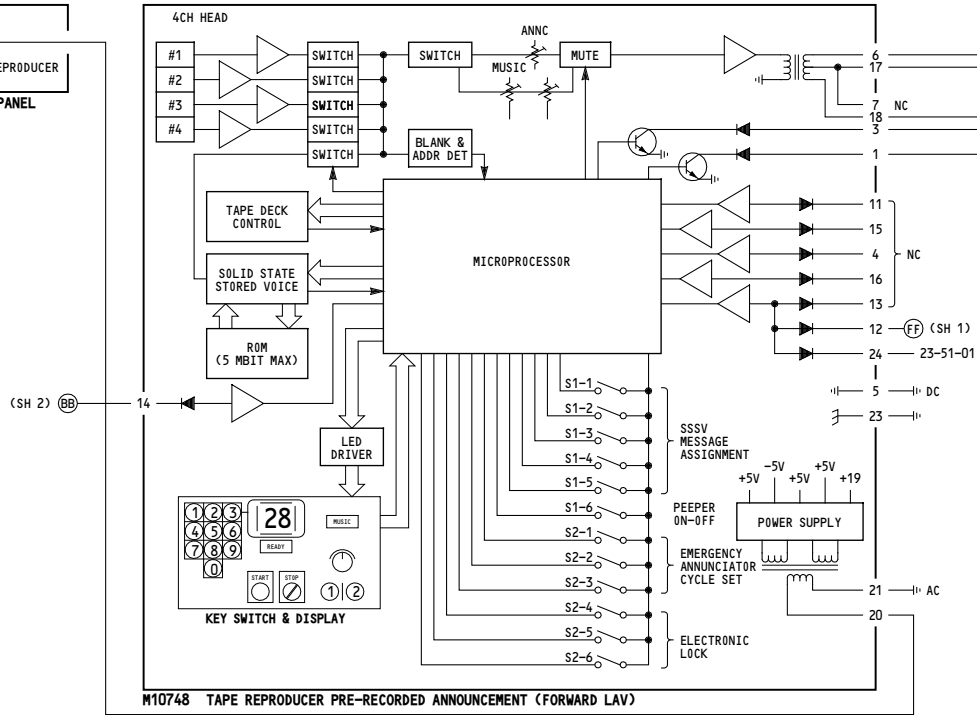 EPRODUCER
PANEL
4CH HEAD
#1
#2
#3
#4
SWITCH
SWITCH
SWITCH
SWITCH
SWITCH
SWITCH
ANNC
MUSIC
MUTE
BLANK &
ADDR DET
TAPE DECK
CONTROL
SOLID STATE
STORED VOICE
ROM
(5 MBIT MAX)
MICROPROCESSOR
6
17
7 NC
18
3
1
11
15
4
16
13
NC
12 FF (SH 1)
24 23-51-01
5 DC
23
(SH 2) BB 14
LED
DRIVER
S1-1
S1-2
S1-3
S1-4
S1-5
S1-6
S2-1
S2-2
S2-3
S2-4
S2-5
S2-6
SSSV
MESSAGE
ASSIGNMENT
PEEPER
ON-OFF
EMERGENCY
ANNUNCIATOR
CYCLE SET
ELECTRONIC
LOCK
+5V -5V +5V +5V +19
POWER SUPPLY
21 AC
20
1 2 3
4 5 6
7 8 9
0
28
READY
MUSIC
START STOP
1 2
KEY SWITCH & DISPLAY
M10748 TAPE REPRODUCER PRE-RECORDED ANNOUNCEMENT (FORWARD LAV)